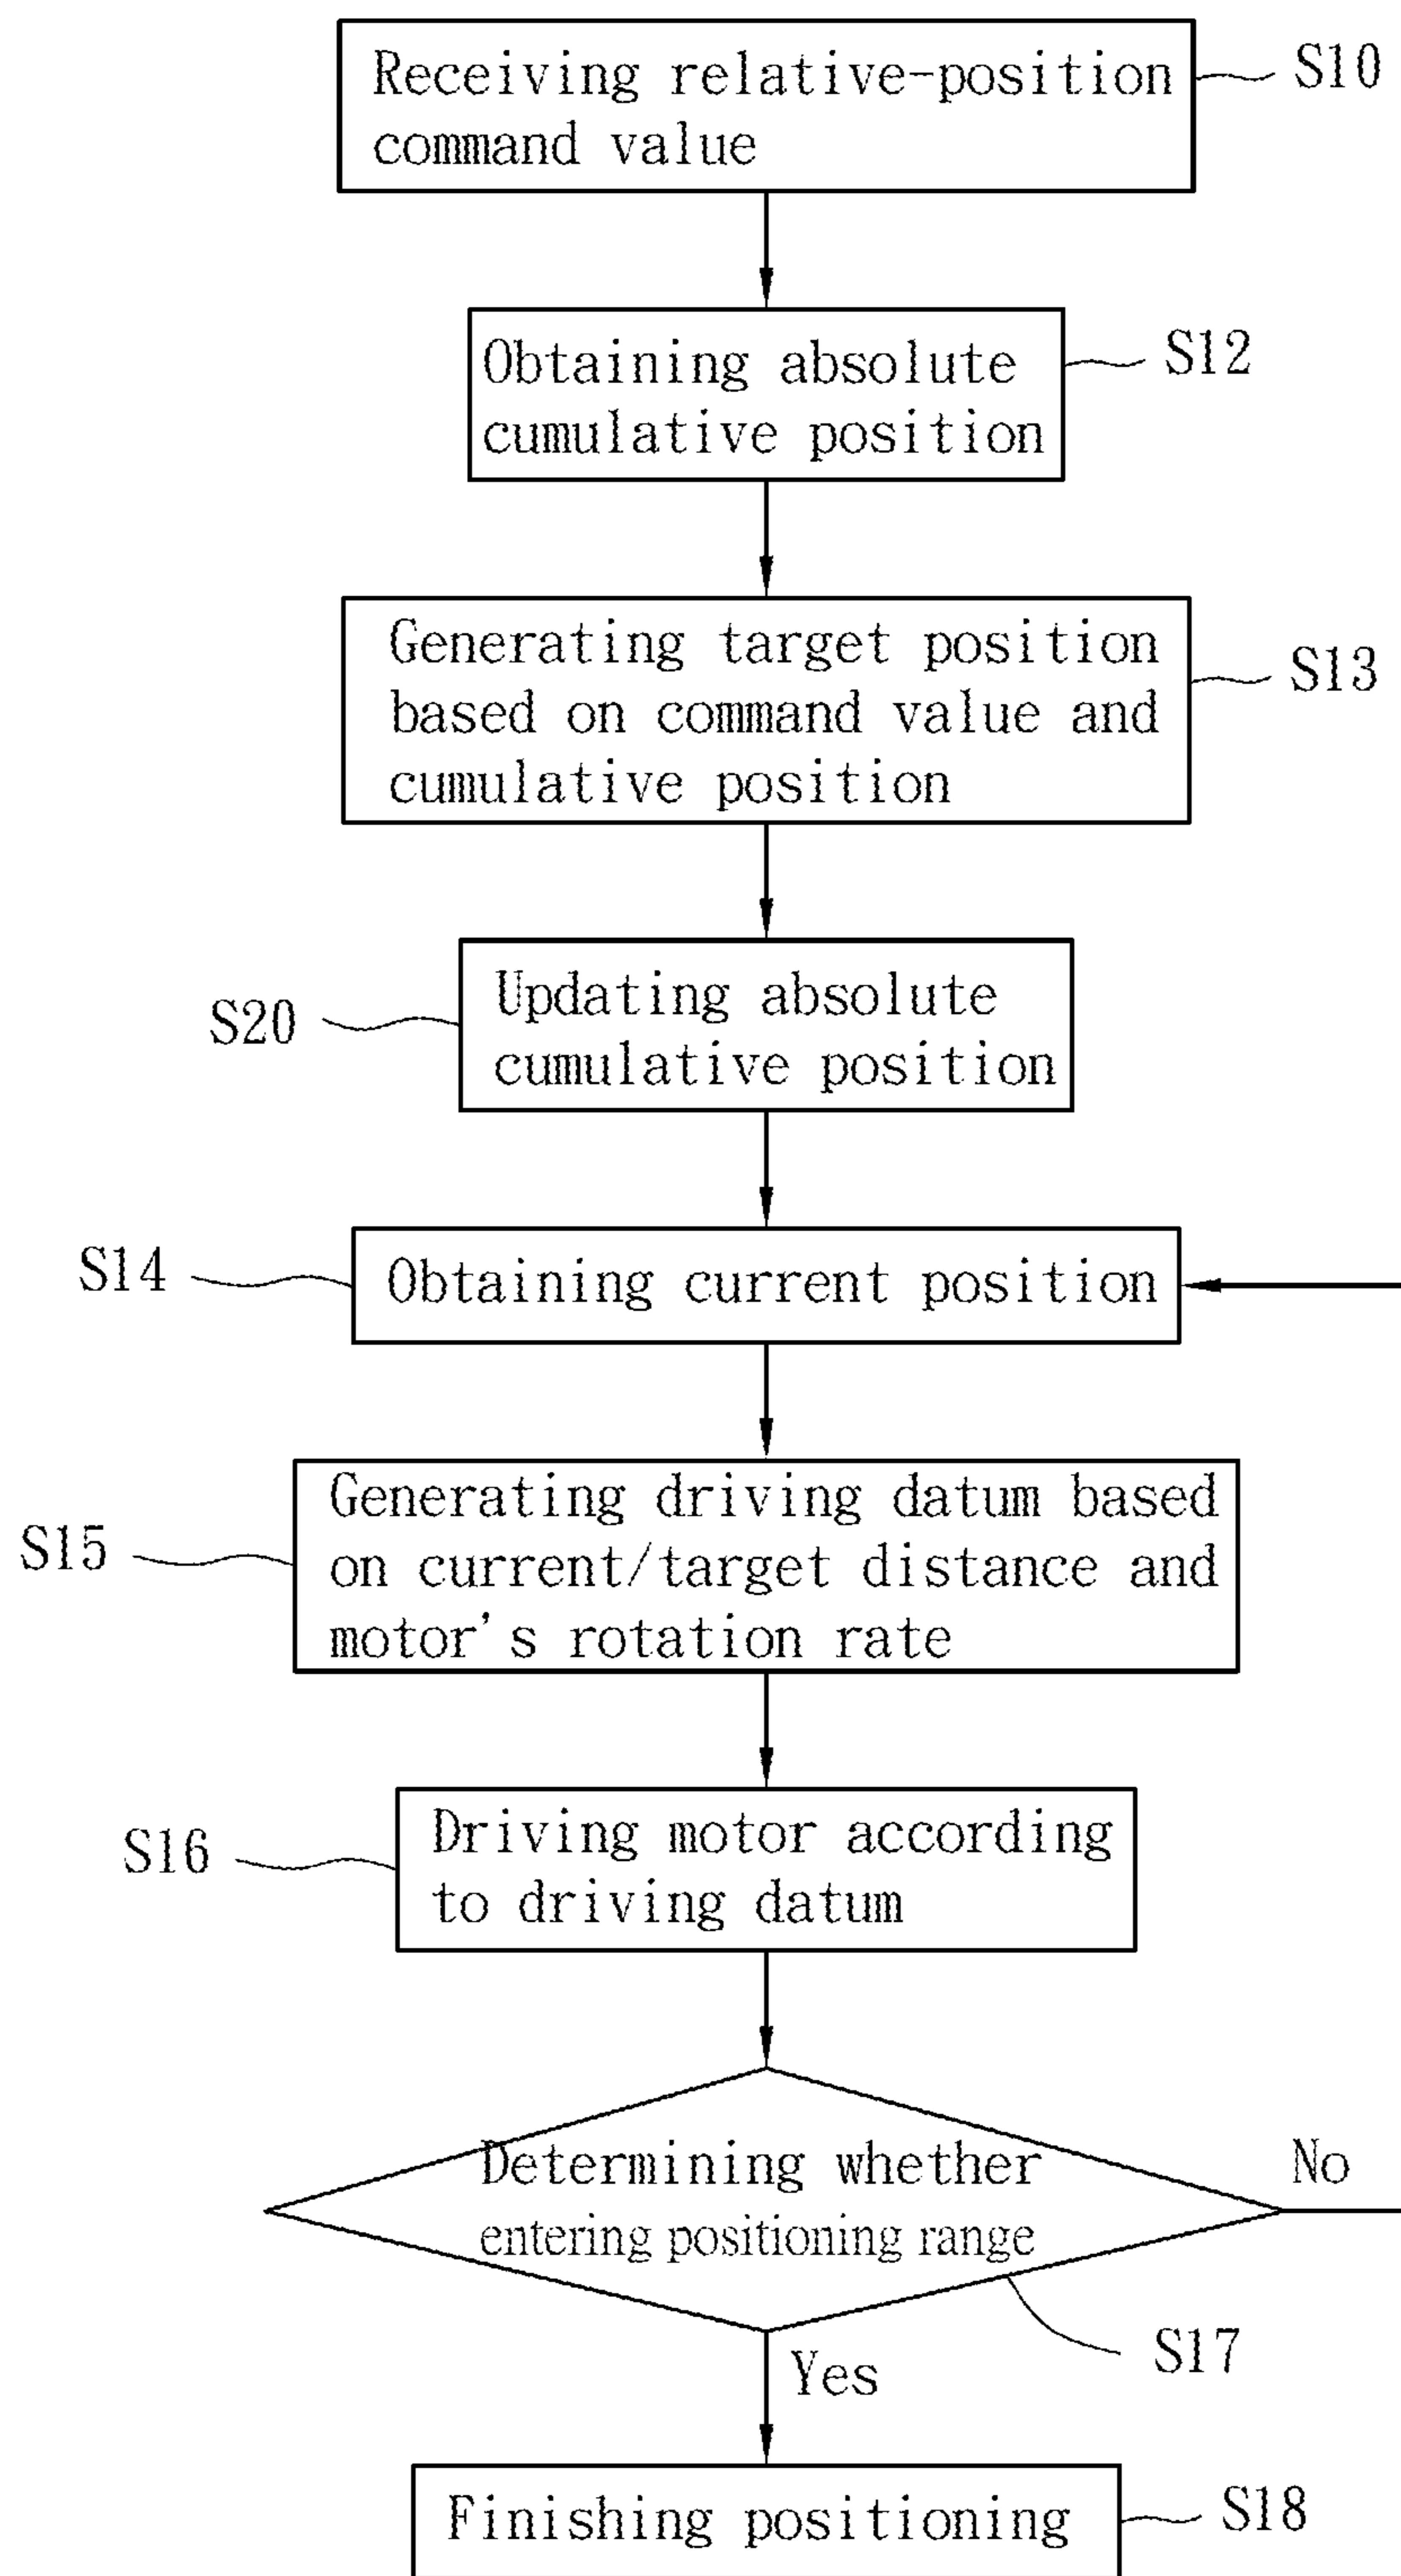 Receiving relative-position
command value
S10
Obtaining absolute
cumulative position
S12
Generating target position
based on command value and
cumulative position
S13
Updating absolute
cumulative position
S20
S14
Obtaining current position
Generating driving datum based
on current/target distance and
motor's rotation rate
S15
Driving motor according
to driving datum
S16
Determining whether
entering positioning range
No
S17
Yes
Finishing positioning
S18